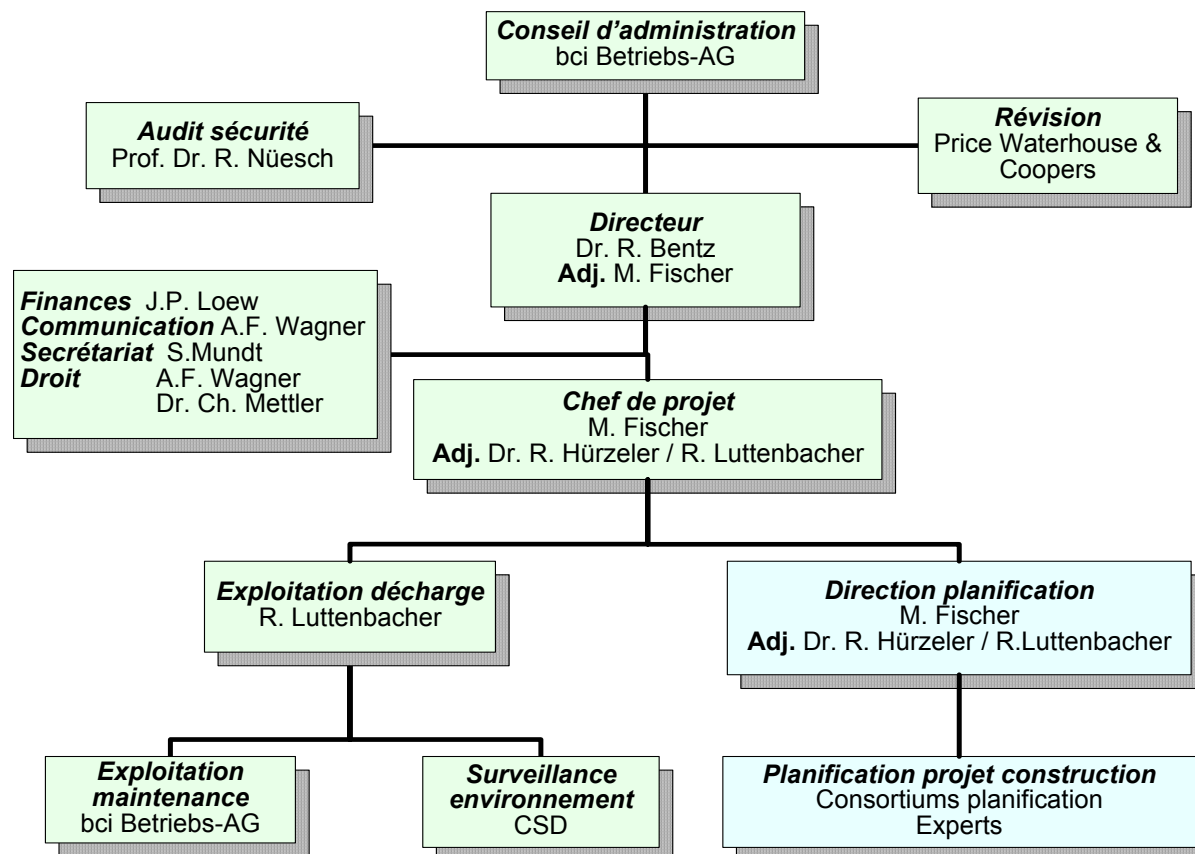 Conseil d'administration
bci Betriebs-AG
Audit sécurité
Prof. Dr. R. Nüesch
Révision
Price Waterhouse &
Coopers
Directeur
Dr. R. Bentz
Adj. M. Fischer
Finances J.P. Loew
Communication A.F. Wagner
Secrétariat S.Mundt
Droit A.F. Wagner
Dr. Ch. Mettler
Chef de projet
M. Fischer
Adj. Dr. R. Hürzeler / R. Luttenbacher
Exploitation décharge
R. Luttenbacher
Direction planification
M. Fischer
Adj. Dr. R. Hürzeler / R.Luttenbacher
Exploitation
maintenance
bci Betriebs-AG
Surveillance
environnement
CSD
Planification projet construction
Consortiums planification
Experts